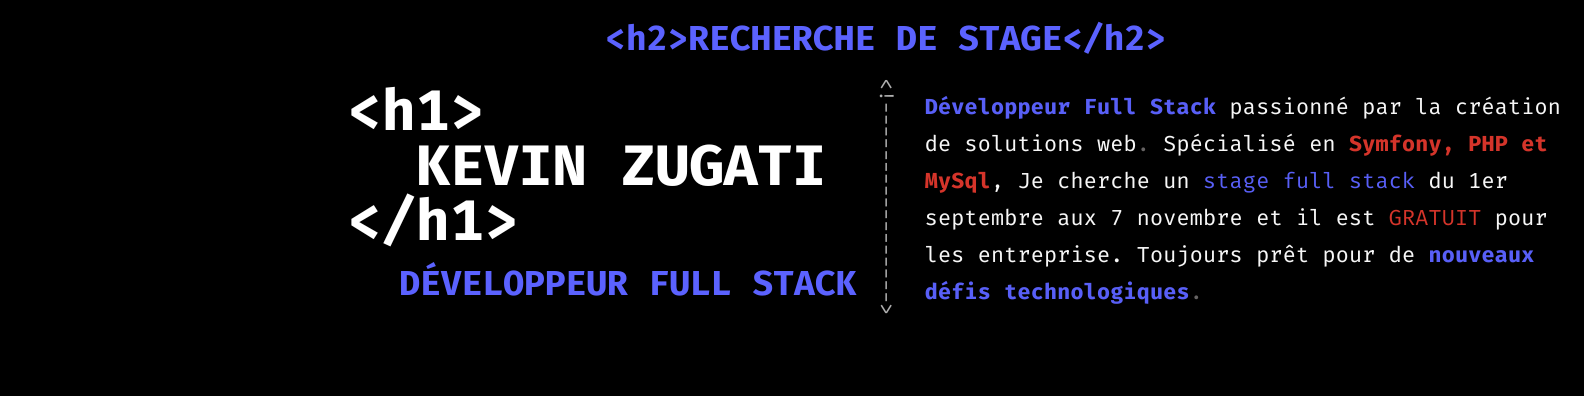 <h2>RECHERCHE DE STAGE</h2>
<h1>
KEVIN ZUGATI
</h1>
DÉVELOPPEUR FULL STACK
Développeur Full Stack passionné par la création
de solutions web. Spécialisé en Symfony, PHP et
MySql, Je cherche un stage full stack du 1er
septembre aux 7 novembre et il est GRATUIT pour
les entreprise. Toujours prêt pour de nouveaux
défis technologiques.